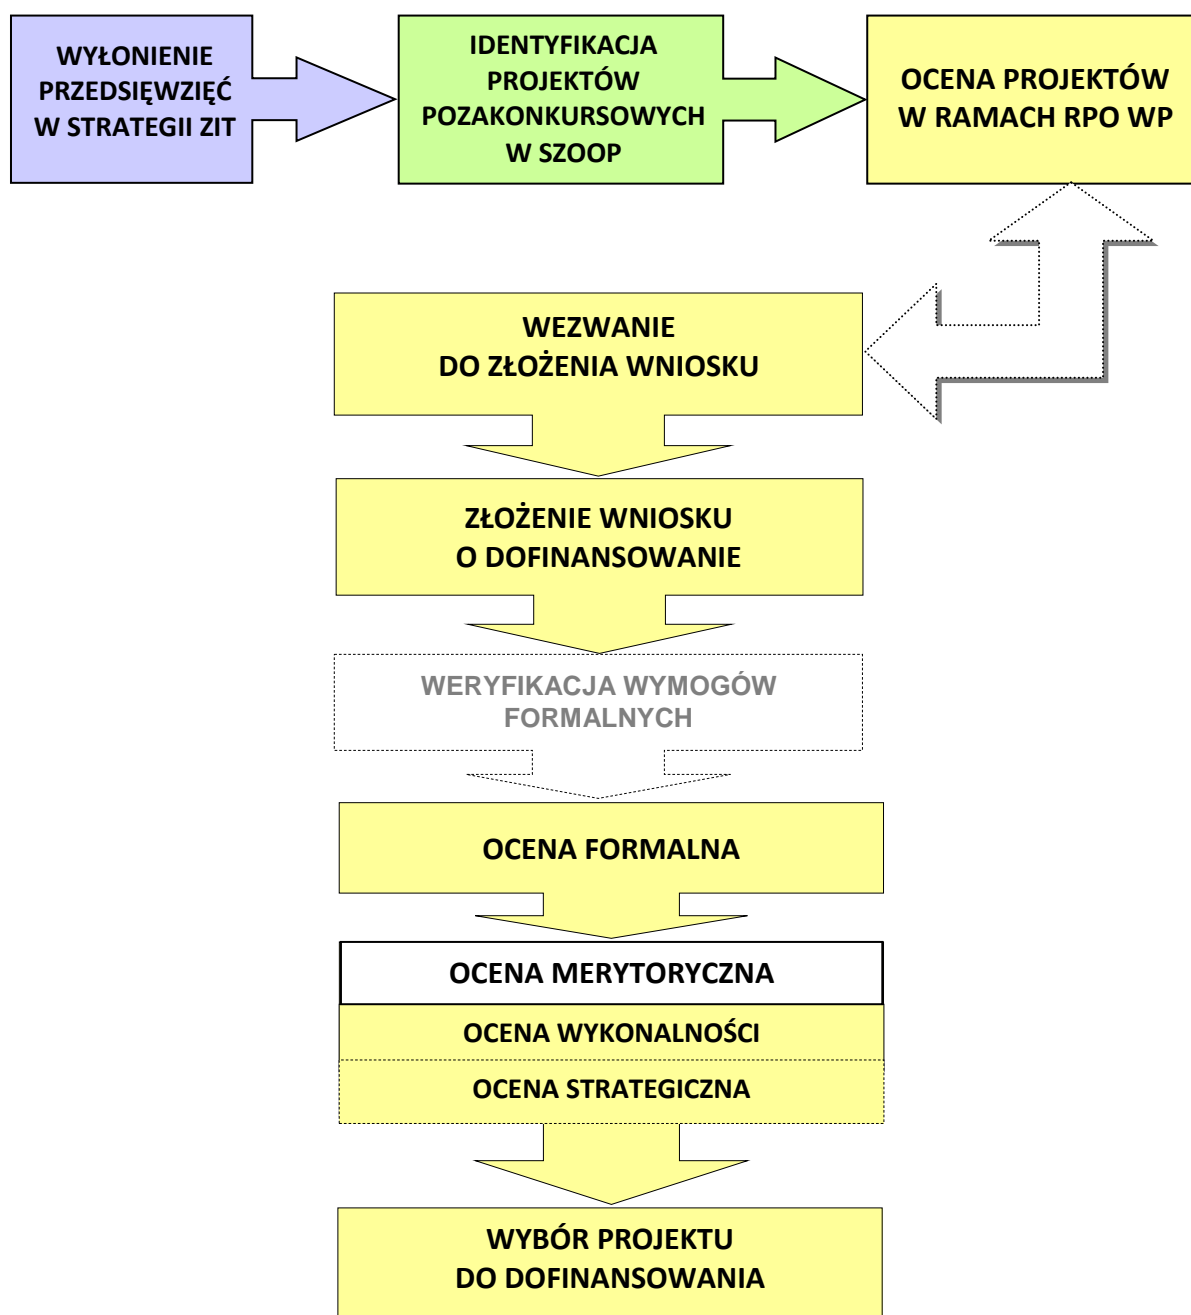 WYŁONIENIE
PRZEDSIĘWZIĘĆ
W STRATEGII ZIT
IDENTYFIKACJA
PROJEKTÓW
POZAKONKURSOWYCH
W SZOOP
OCENA PROJEKTÓW
W RAMACH RPO WP
WEZWANIE
DO ZŁOŻENIA WNIOSKU
ZŁOŻENIE WNIOSKU
O DOFINANSOWANIE
WERYFIKACJA WYMOGÓW
FORMALNYCH
OCENA FORMALNA
OCENA MERYTORYCZNA
OCENA WYKONALNOŚCI
OCENA STRATEGICZNA
WYBÓR PROJEKTU
DO DOFINANSOWANIA